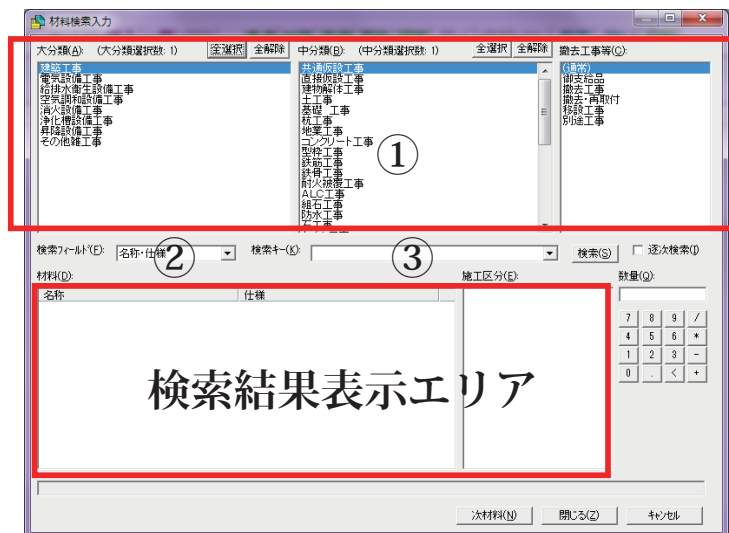 材料検索入力
大分類(A): (大分類選択数: 1) 全選択 全解除 中分類(B): (中分類選択数: 1) 全選択 全解除 撤去工事等(C):
建築工事
電気設備工事
給排水衛生設備工事
空気調和設備工事
消火設備工事
浄化槽設備工事
昇降設備工事
その他雑工事
共通仮設工事
直接仮設工事
建物解体工事
土工事
基礎 工事
杭工事
地業工事
コンクリート工事
型枠工事
鉄筋工事
鉄骨工事
耐火被覆工事
ALC工事
組石工事
防水工事
石工事
(通常)
御支給品
撤去工事
撤去・再取付
移設工事
別途工事
①
検索フィールド(F): 名称・仕様 ② 検索キー(K): ③ 検索(S) 逐次検索(I)
材料(D): 施工区分(E): 数量(Q):
名称 仕様
検索結果表示エリア
7 8 9 /
4 5 6 *
1 2 3 -
0 . < +
次材料(N) 閉じる(Z) キャンセル